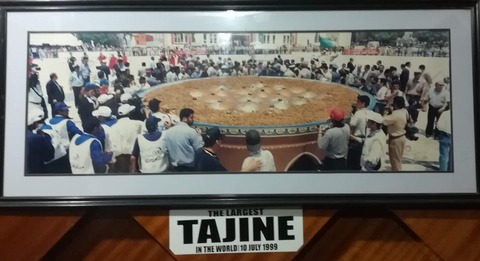 THE LARGEST
TAJINE
IN THE WORLD 10 JULY 1999